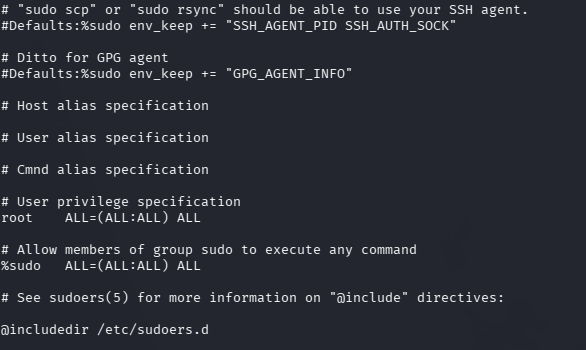 # "sudo scp" or "sudo rsync" should be able to use your SSH agent.
#Defaults:%sudo env_keep += "SSH_AGENT_PID SSH_AUTH_SOCK"
# Ditto for GPG agent
#Defaults:%sudo env_keep += "GPG_AGENT_INFO"
# Host alias specification
# User alias specification
# Cmnd alias specification
# User privilege specification
root    ALL=(ALL:ALL) ALL
# Allow members of group sudo to execute any command
%sudo   ALL=(ALL:ALL) ALL
# See sudoers(5) for more information on "@include" directives:
@includedir /etc/sudoers.d